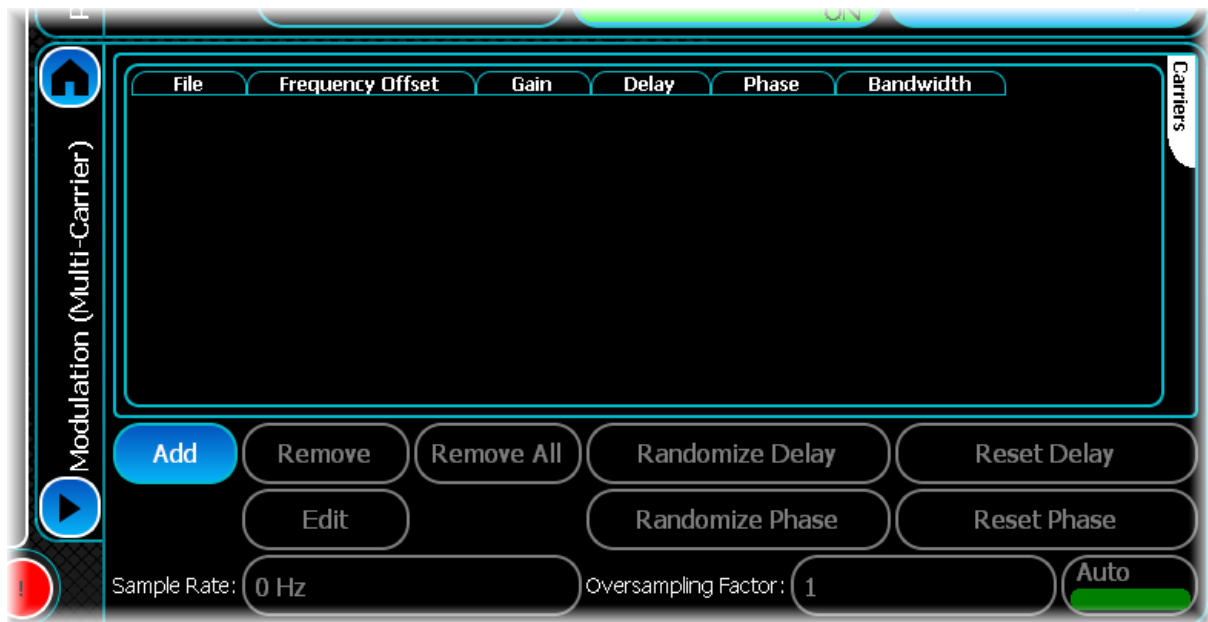 ON
File Frequency Offset Gain Delay Phase Bandwidth
Carriers
Modulation (Multi-Carrier)
Add Remove Remove All Randomize Delay Reset Delay
Edit Randomize Phase Reset Phase
! Sample Rate: 0 Hz Oversampling Factor: 1 Auto